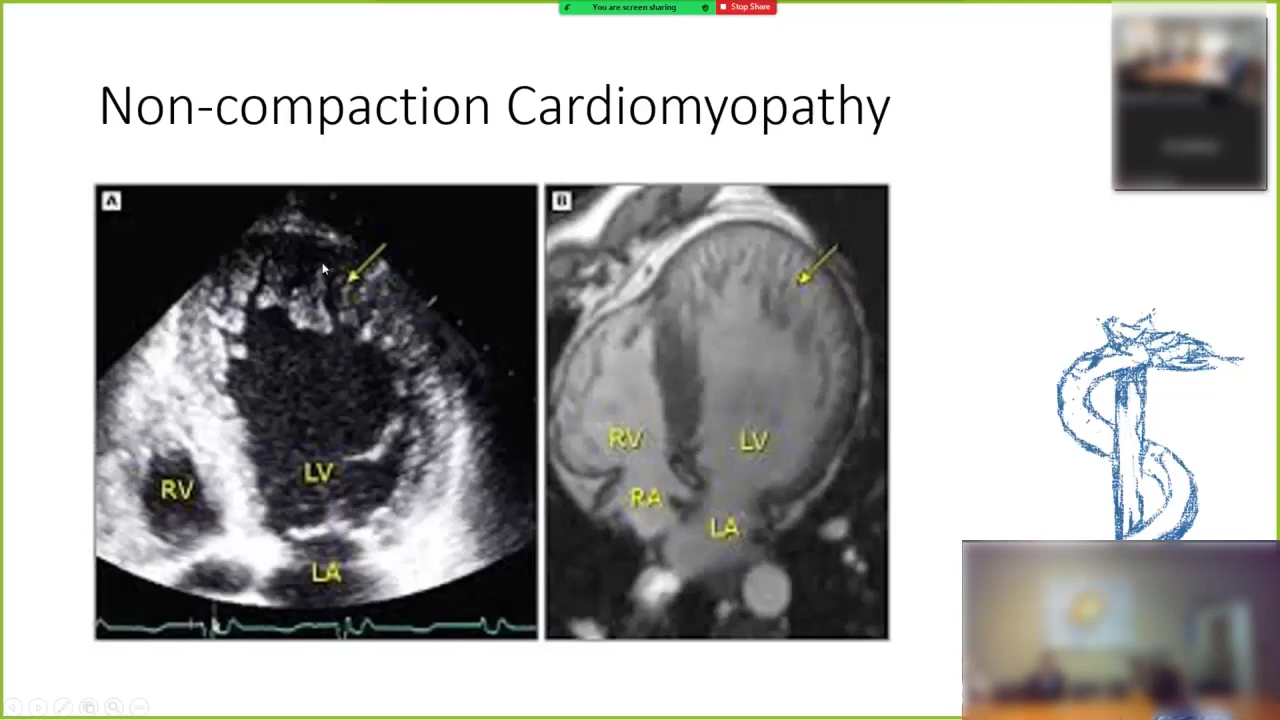 You are screen sharing
Stop Share
Non-compaction Cardiomyopathy
A
B
RV
LV
LA
RV
LV
RA
LA